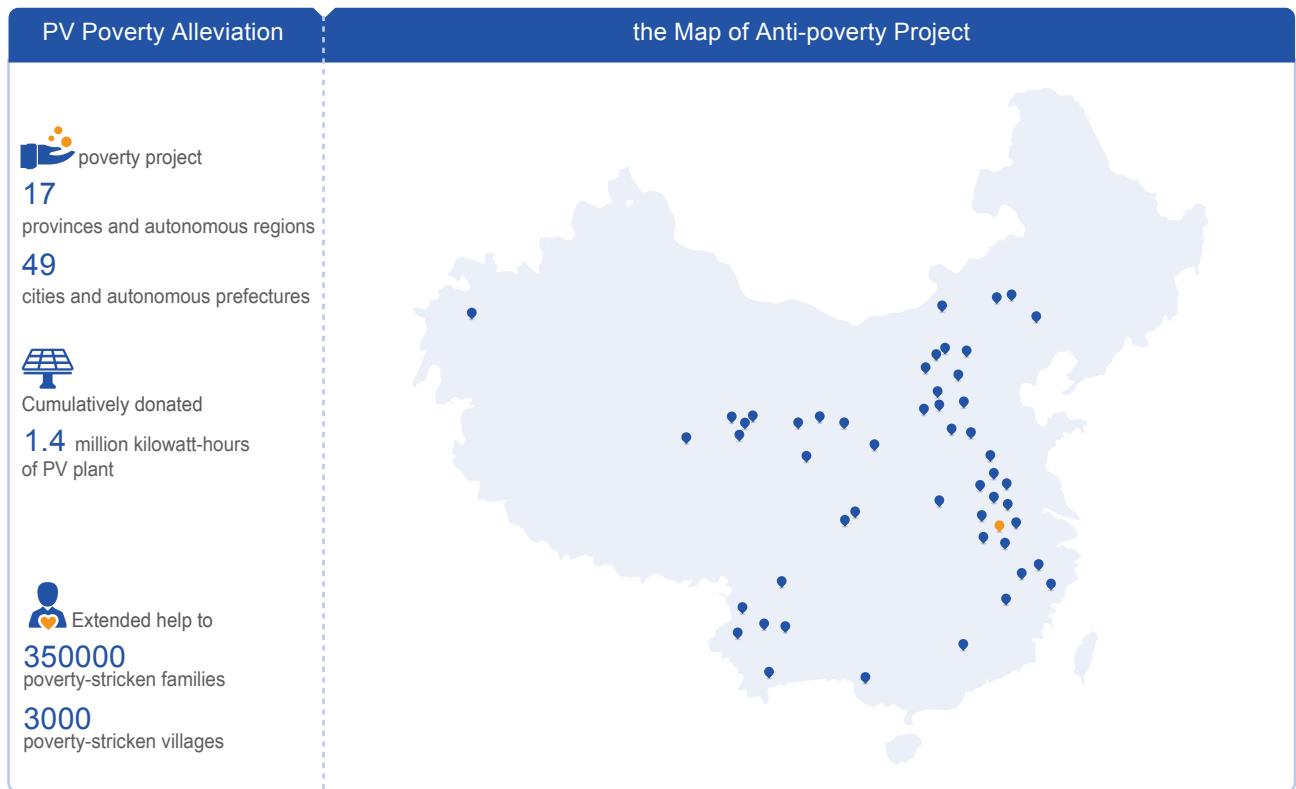 PV Poverty Alleviation
the Map of Anti-poverty Project
poverty project
17
provinces and autonomous regions
49
cities and autonomous prefectures
Cumulatively donated
1.4 million kilowatt-hours
of PV plant
Extended help to
350000
poverty-stricken families
3000
poverty-stricken villages